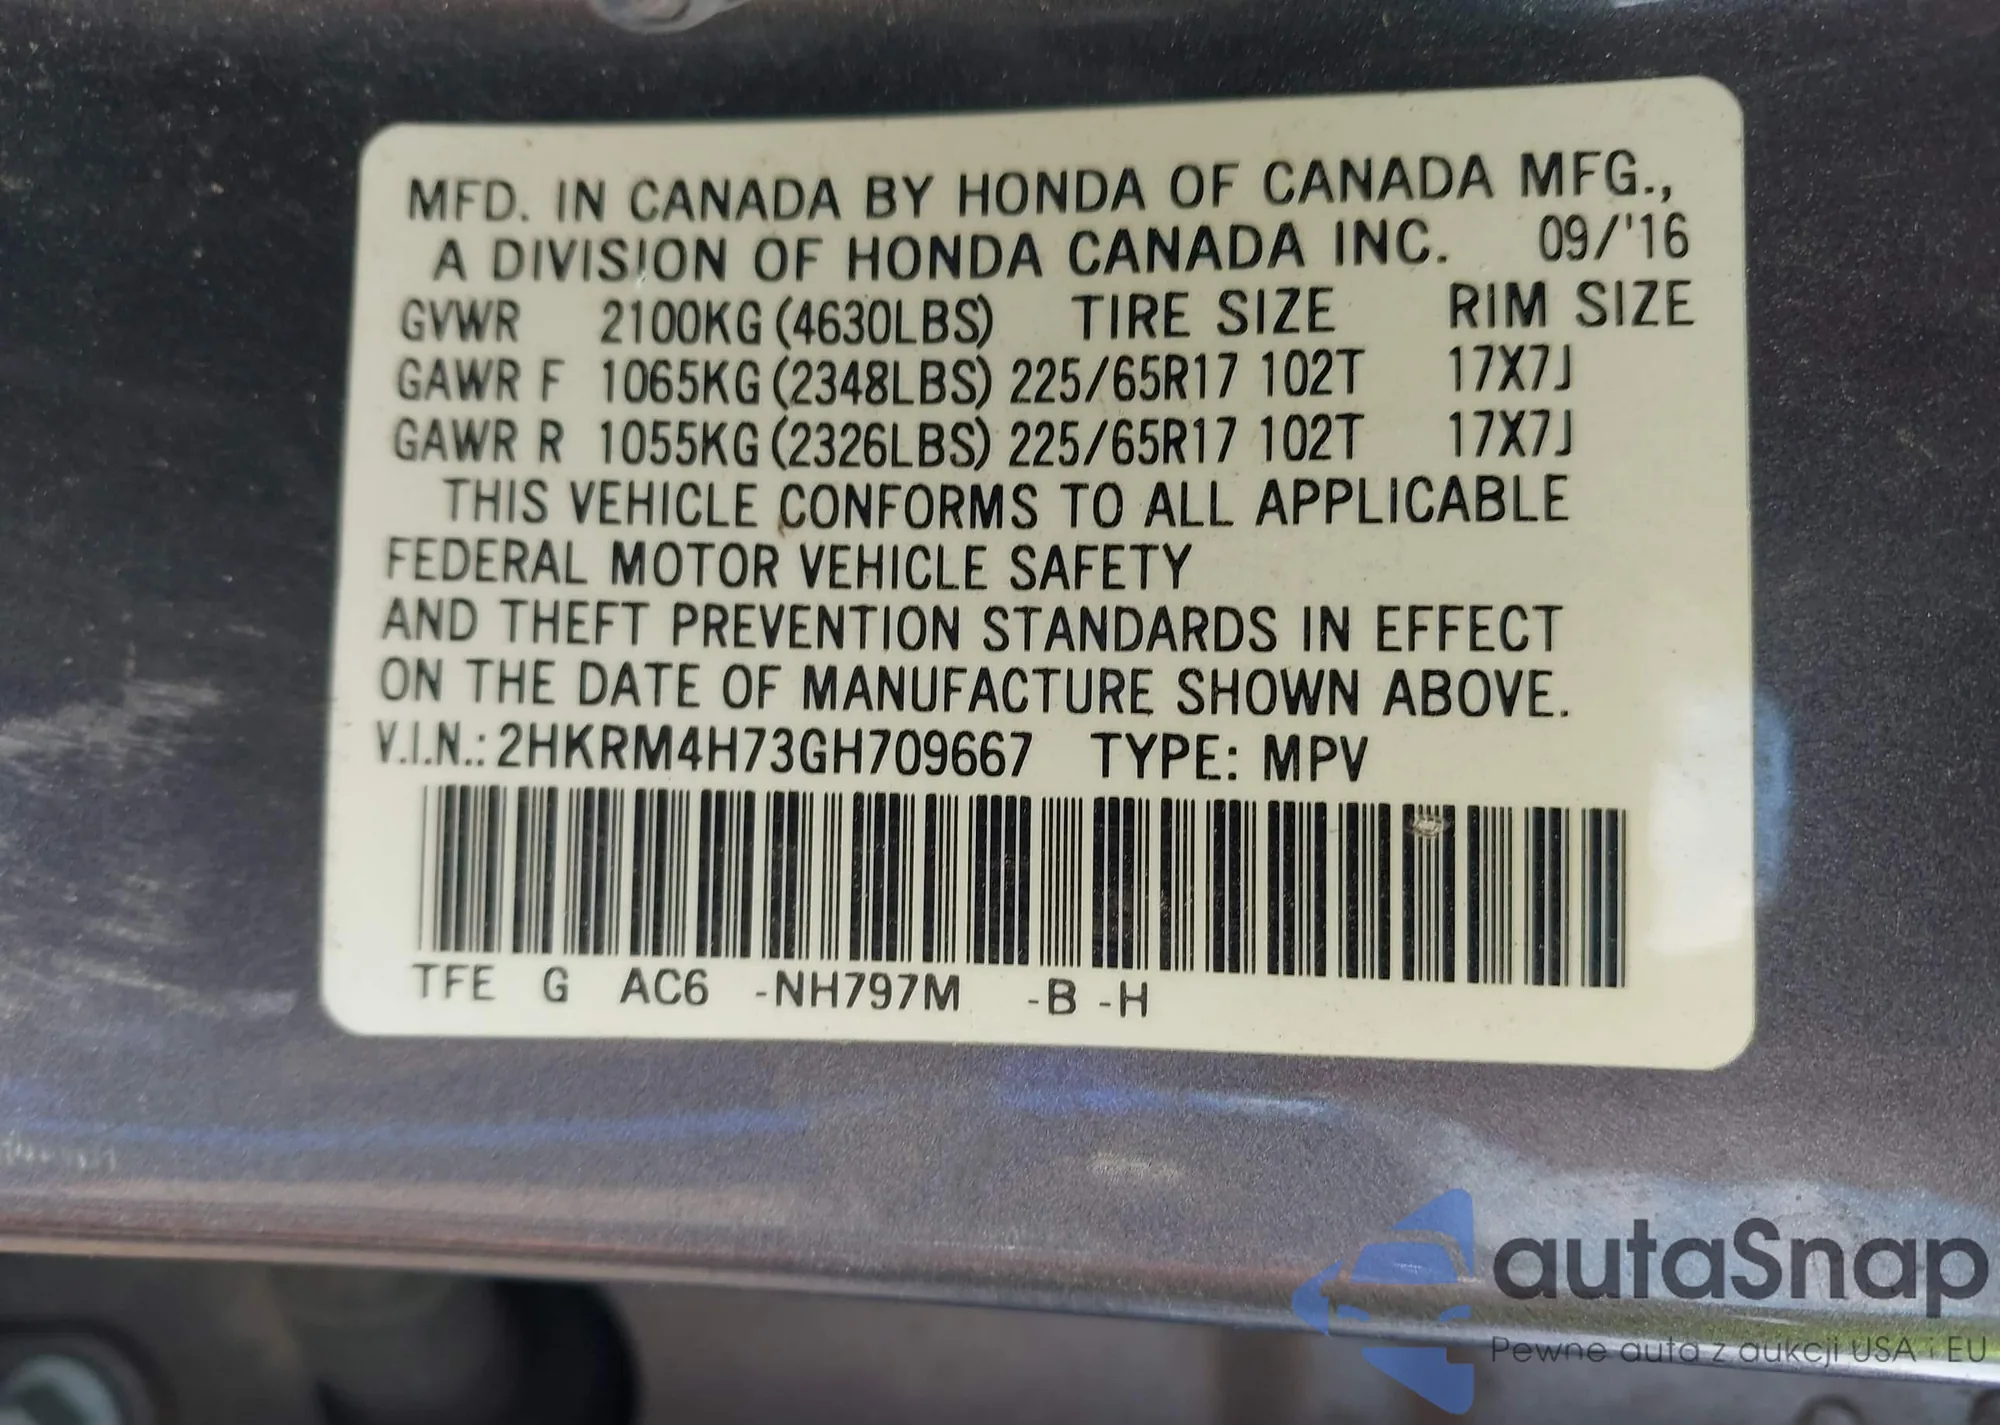 MFD. IN CANADA BY HONDA OF CANADA MFG.,
A DIVISION OF HONDA CANADA INC. 09/'16
GVWR 2100KG (4630LBS) TIRE SIZE RIM SIZE
GAWR F 1065KG (2348LBS) 225/65R17 102T 17X7J
GAWR R 1055KG (2326LBS) 225/65R17 102T 17X7J
THIS VEHICLE CONFORMS TO ALL APPLICABLE
FEDERAL MOTOR VEHICLE SAFETY
AND THEFT PREVENTION STANDARDS IN EFFECT
ON THE DATE OF MANUFACTURE SHOWN ABOVE.
V.I.N.: 2HKRM4H73GH709667 TYPE: MPV
TFE G AC6 -NH797M -B -H
autaSnap
Pewne auta z aukcji USA i EU